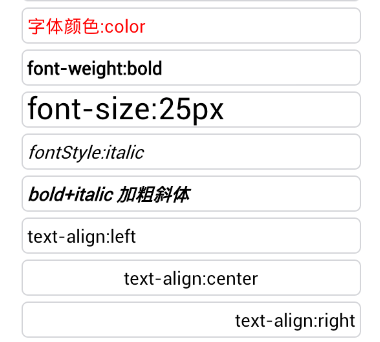 字体颜色:color
font-weight:bold
font-size:25px
fontStyle:italic
bold+italic 加粗斜体
text-align:left
text-align:center
text-align:right